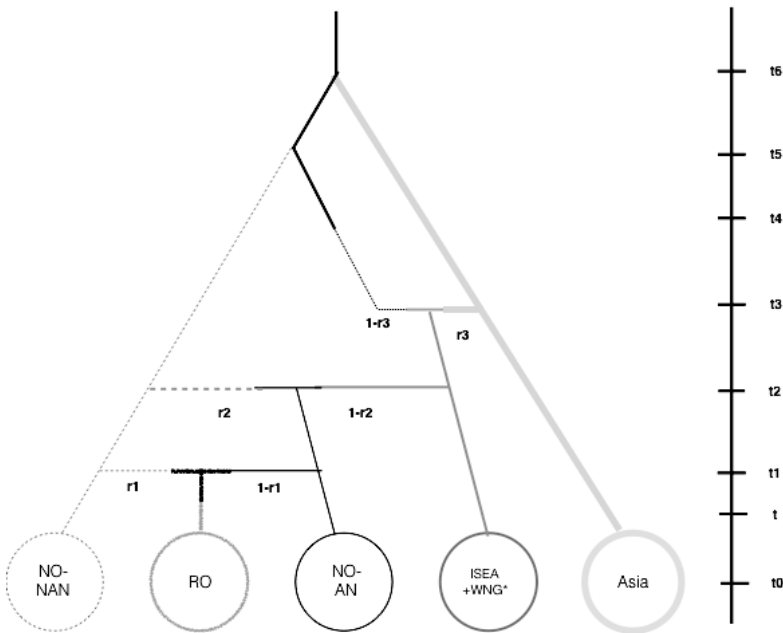 t6
t5
t4
t3
1-r3
r3
t2
r2
1-r2
t1
r1
1-r1
t
NO-
NAN
RO
NO-
AN
ISEA
+WNG*
Asia
t0